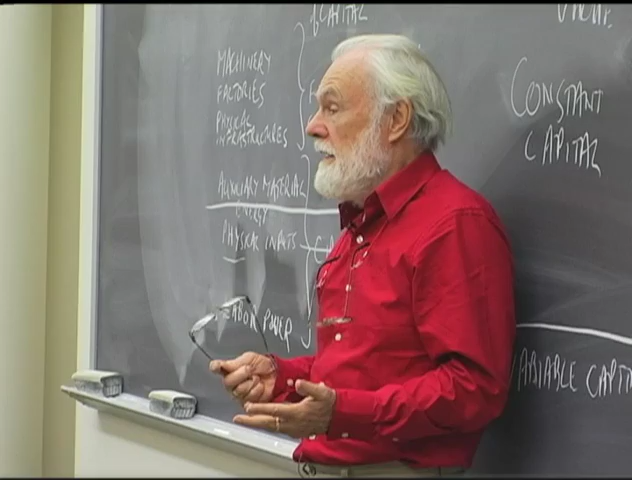 CAPITAL
MACHINERY
FACTORIES
PHYSICAL
INFRASTRUCTURES
AUXILIARY MATERIAL
ENERGY
PHYSICAL INPUTS
LABOR POWER
CONSTANT
CAPITAL
VARIABLE CAPIT